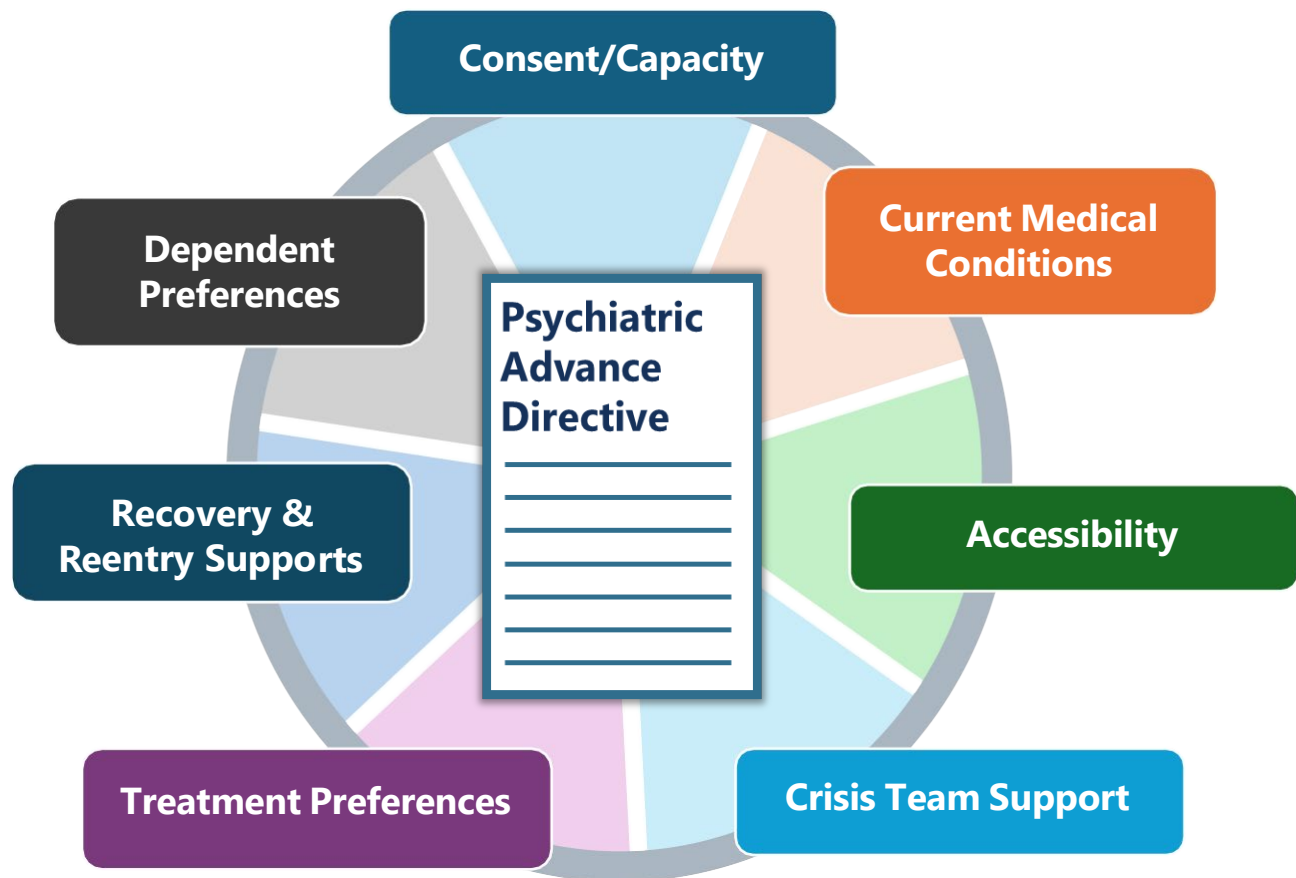 Consent/Capacity
Current Medical
Conditions
Accessibility
Crisis Team Support
Treatment Preferences
Recovery &
Reentry Supports
Dependent
Preferences
Psychiatric
Advance
Directive